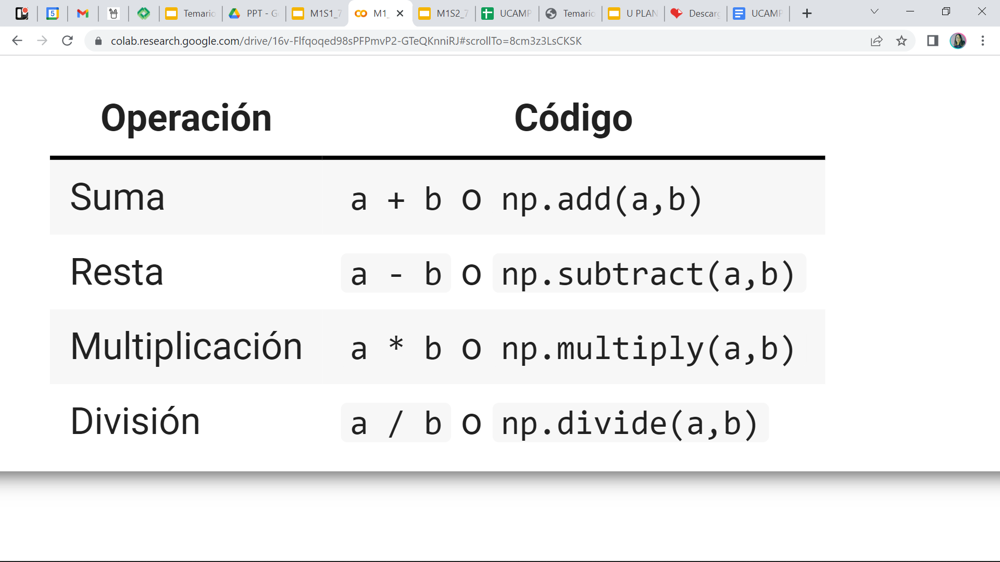 5 Temario PPT - G M1S1_7 M1_ M1S2_7 UCAMP Temario U PLAN Descarg UCAMP
colab.research.google.com/drive/16v-Flfqoqed98sPFPmvP2-GTeQKnniRJ#scrollTo=8cm3z3LsCKSK
Operación Código
Suma a + b o np.add(a,b)
Resta a - b o np.subtract(a,b)
Multiplicación a * b o np.multiply(a,b)
División a / b o np.divide(a,b)